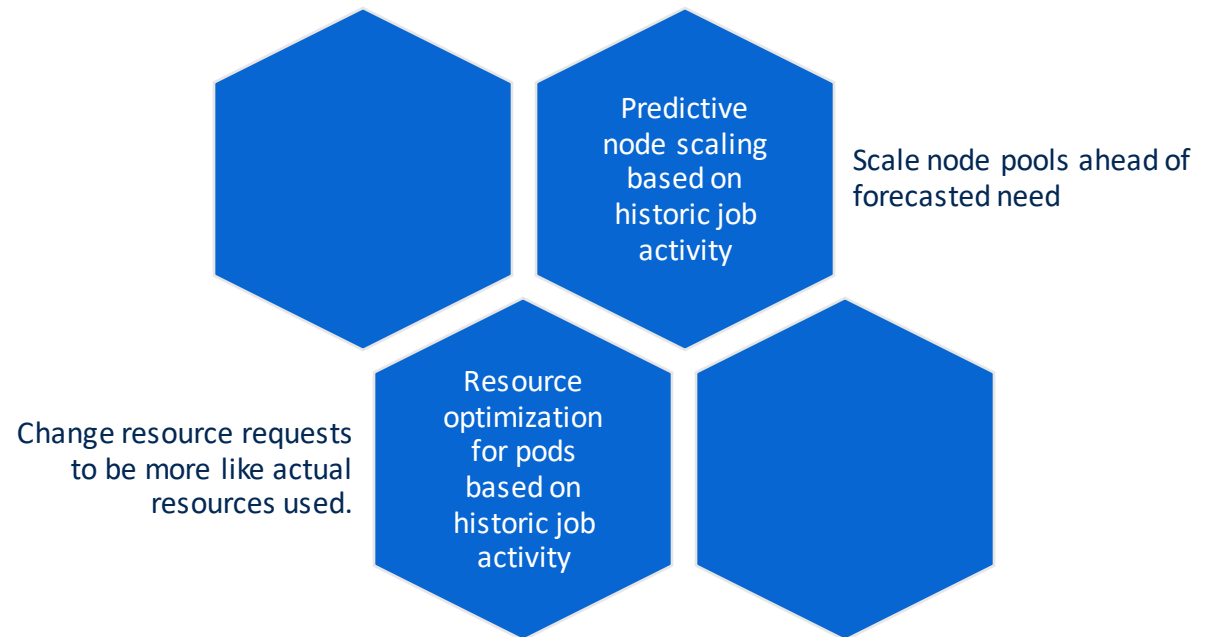 Predictive
node scaling
based on
historic job
activity
Scale node pools ahead of
forecasted need
Change resource requests
to be more like actual
resources used.
Resource
optimization
for pods
based on
historic job
activity